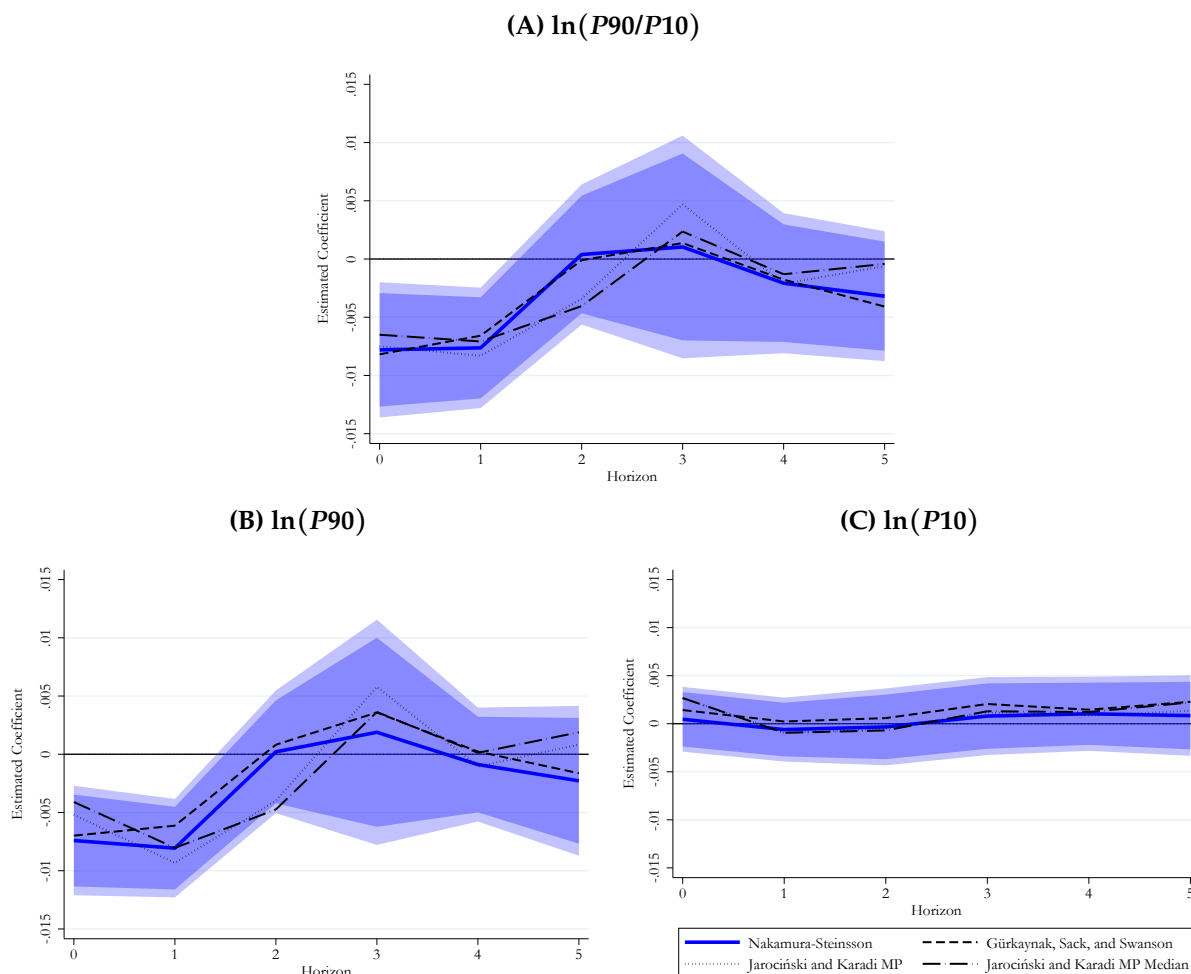 (A) ln(P90/P10)
Estimated Coefficient
.015
.01
.005
0
-.005
-.01
-.015
0 1 2 3 4 5
Horizon
(B) ln(P90)
Estimated Coefficient
.015
.01
.005
0
-.005
-.01
-.015
0 1 2 3 4 5
Horizon
(C) ln(P10)
Estimated Coefficient
.015
.01
.005
0
-.005
-.01
-.015
0 1 2 3 4 5
Horizon
Nakamura-Steinsson Gürkaynak, Sack, and Swanson
Jarociński and Karadi MP Jarociński and Karadi MP Median